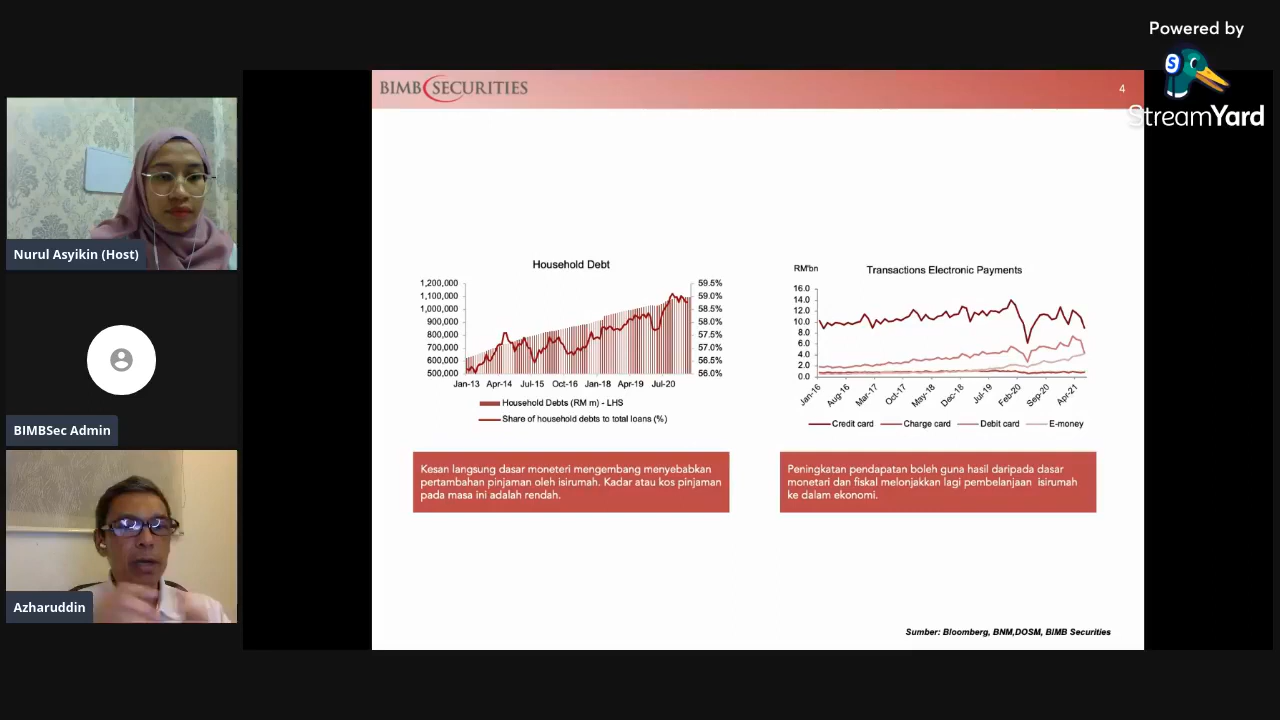 Powered by
S
StreamYard
BIMB SECURITIES
4
Nurul Asyikin (Host)
BIMBSec Admin
Azharuddin
Household Debt
1,200,000
1,100,000
1,000,000
900,000
800,000
700,000
600,000
500,000
59.5%
59.0%
58.5%
58.0%
57.5%
57.0%
56.5%
56.0%
Jan-13 Apr-14 Jul-15 Oct-16 Jan-18 Apr-19 Jul-20
Household Debts (RM m) - LHS
Share of household debts to total loans (%)
RM'bn
Transactions Electronic Payments
16.0
14.0
12.0
10.0
8.0
6.0
4.0
2.0
0.0
Jan-16 Aug-16 Mar-17 Oct-17 May-18 Dec-18 Jul-19 Feb-20 Sep-20 Apr-21
Credit card Charge card Debit card E-money
Kesan langsung dasar moneteri mengembang menyebabkan
pertambahan pinjaman oleh isirumah. Kadar atau kos pinjaman
pada masa ini adalah rendah.
Peningkatan pendapatan boleh guna hasil daripada dasar
monetari dan fiskal melonjakkan lagi pembelanjaan isirumah
ke dalam ekonomi.
Sumber: Bloomberg, BNM,DOSM, BIMB Securities